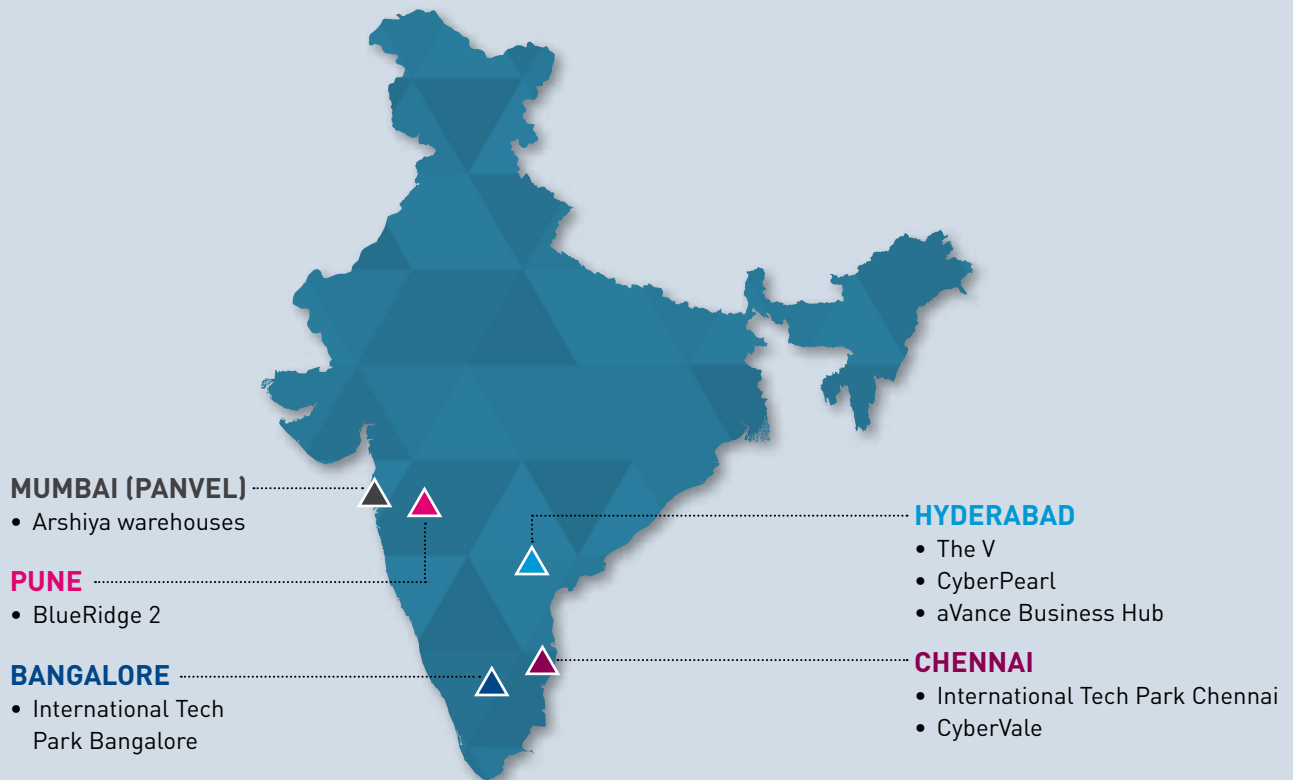 MUMBAI (PANVEL)
• Arshiya warehouses
PUNE
• BlueRidge 2
BANGALORE
• International Tech
Park Bangalore
HYDERABAD
• The V
• CyberPearl
• aVance Business Hub
CHENNAI
• International Tech Park Chennai
• CyberVale